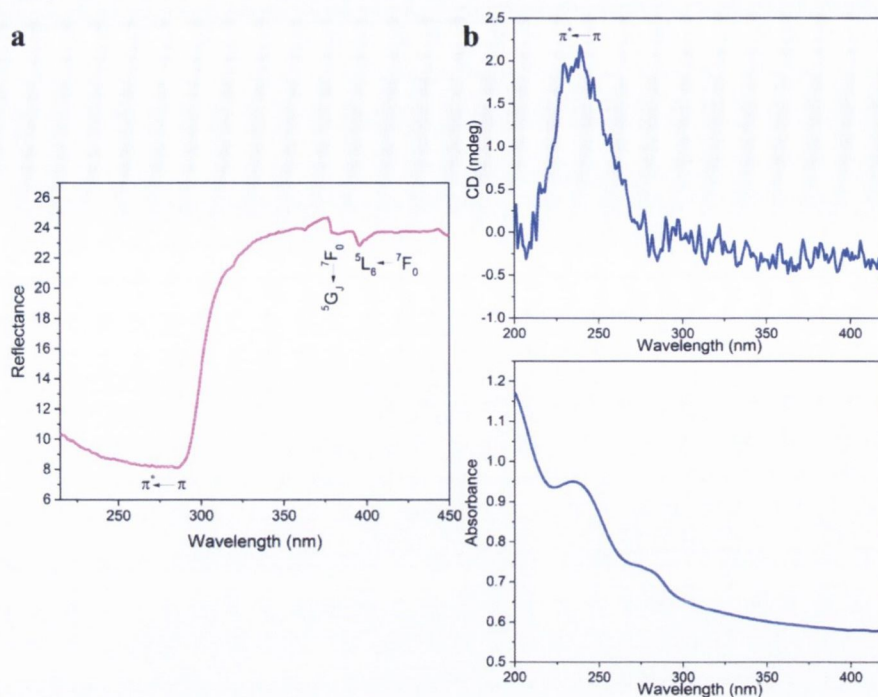 a
Reflectance
26
24
22
20
18
16
14
12
10
8
6
⁷F₀
↓
⁵G_J
⁵L₆ ← ⁷F₀
π* ← π
250 300 350 400 450
Wavelength (nm)
b
CD (mdeg)
2.5
2.0
1.5
1.0
0.5
0.0
-0.5
-1.0
π* ← π
200 250 300 350 400
Wavelength (nm)
Absorbance
1.2
1.1
1.0
0.9
0.8
0.7
0.6
0.5
200 250 300 350 400
Wavelength (nm)